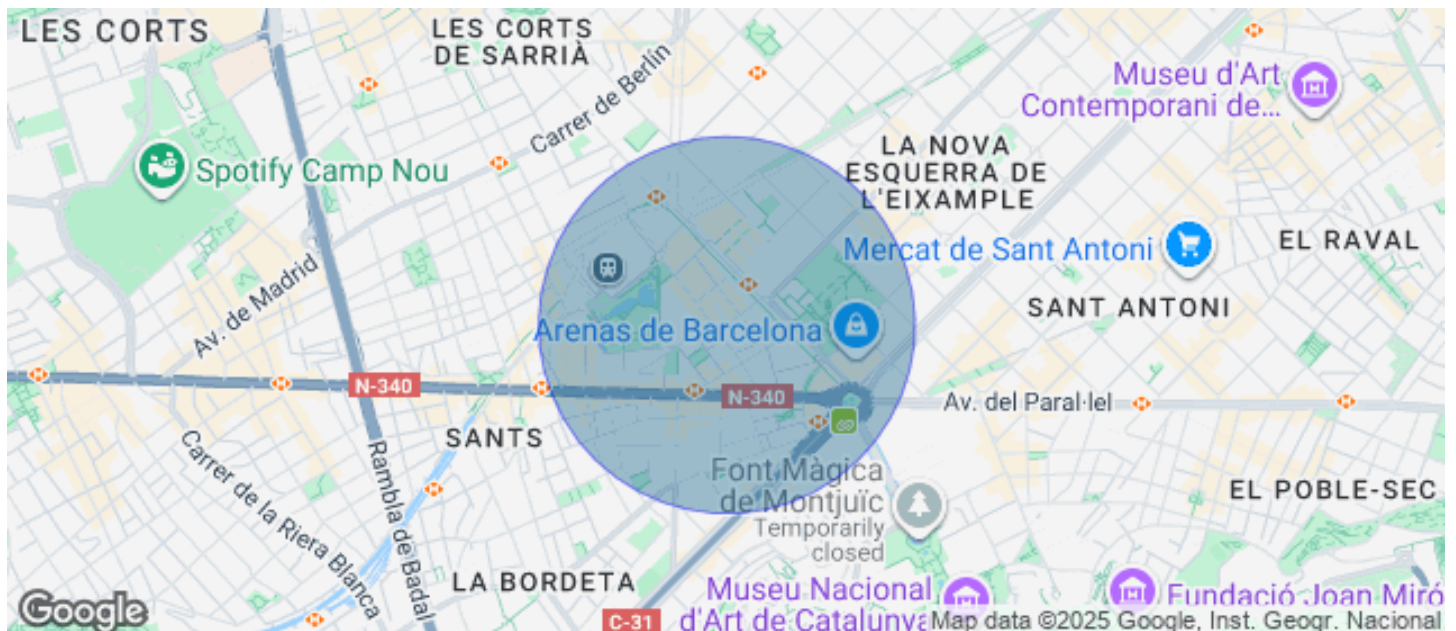 LES CORTS
LES CORTS
DE SARRIÀ
Carrer de Berlín
Museu d'Art
Contemporani de...
Spotify Camp Nou
LA NOVA
ESQUERRA DE
L'EIXAMPLE
Mercat de Sant Antoni
EL RAVAL
Av. de Madrid
SANT ANTONI
Arenas de Barcelona
N-340
N-340
Av. del Paral·lel
SANTS
Carrer de la Riera Blanca
Rambla de Badal
Font Màgica
de Montjuïc
Temporarily
closed
EL POBLE-SEC
LA BORDETA
Museu Nacional
d'Art de Catalunya
Fundació Joan Miró
C-31
Google
Map data ©2025 Google, Inst. Geogr. Nacional